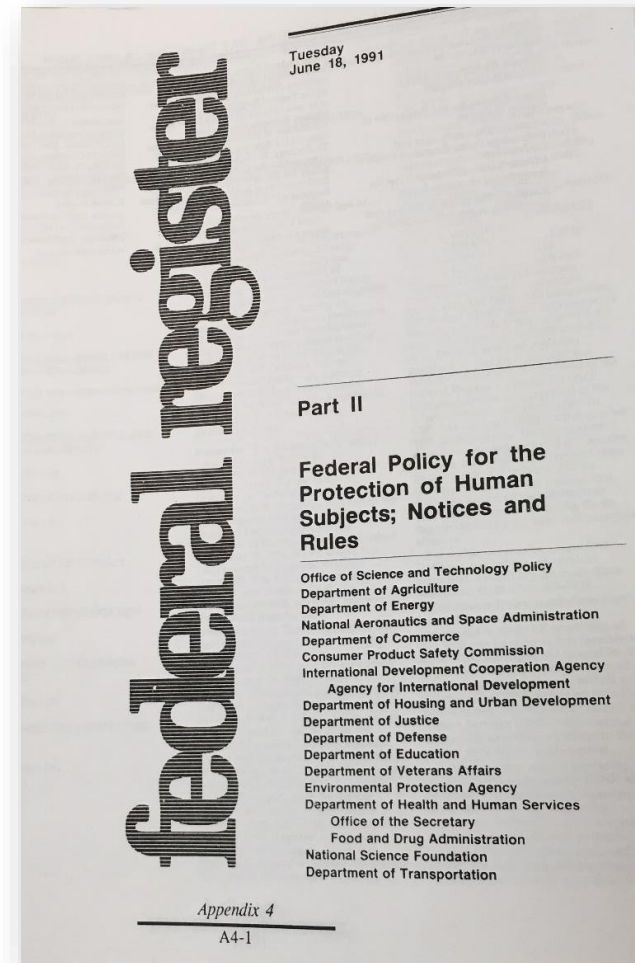 Tuesday
June 18, 1991
federal register
Part II
Federal Policy for the
Protection of Human
Subjects; Notices and
Rules
Office of Science and Technology Policy
Department of Agriculture
Department of Energy
National Aeronautics and Space Administration
Department of Commerce
Consumer Product Safety Commission
International Development Cooperation Agency
Agency for International Development
Department of Housing and Urban Development
Department of Justice
Department of Defense
Department of Education
Department of Veterans Affairs
Environmental Protection Agency
Department of Health and Human Services
Office of the Secretary
Food and Drug Administration
National Science Foundation
Department of Transportation
Appendix 4
A4-1